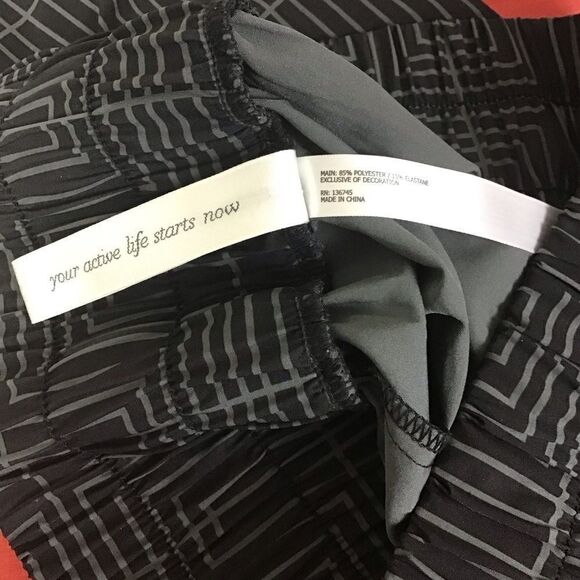 your active life starts now
MAIN: 85% POLYESTER / 15% ELASTANE
EXCLUSIVE OF DECORATION
RN: 136745
MADE IN CHINA